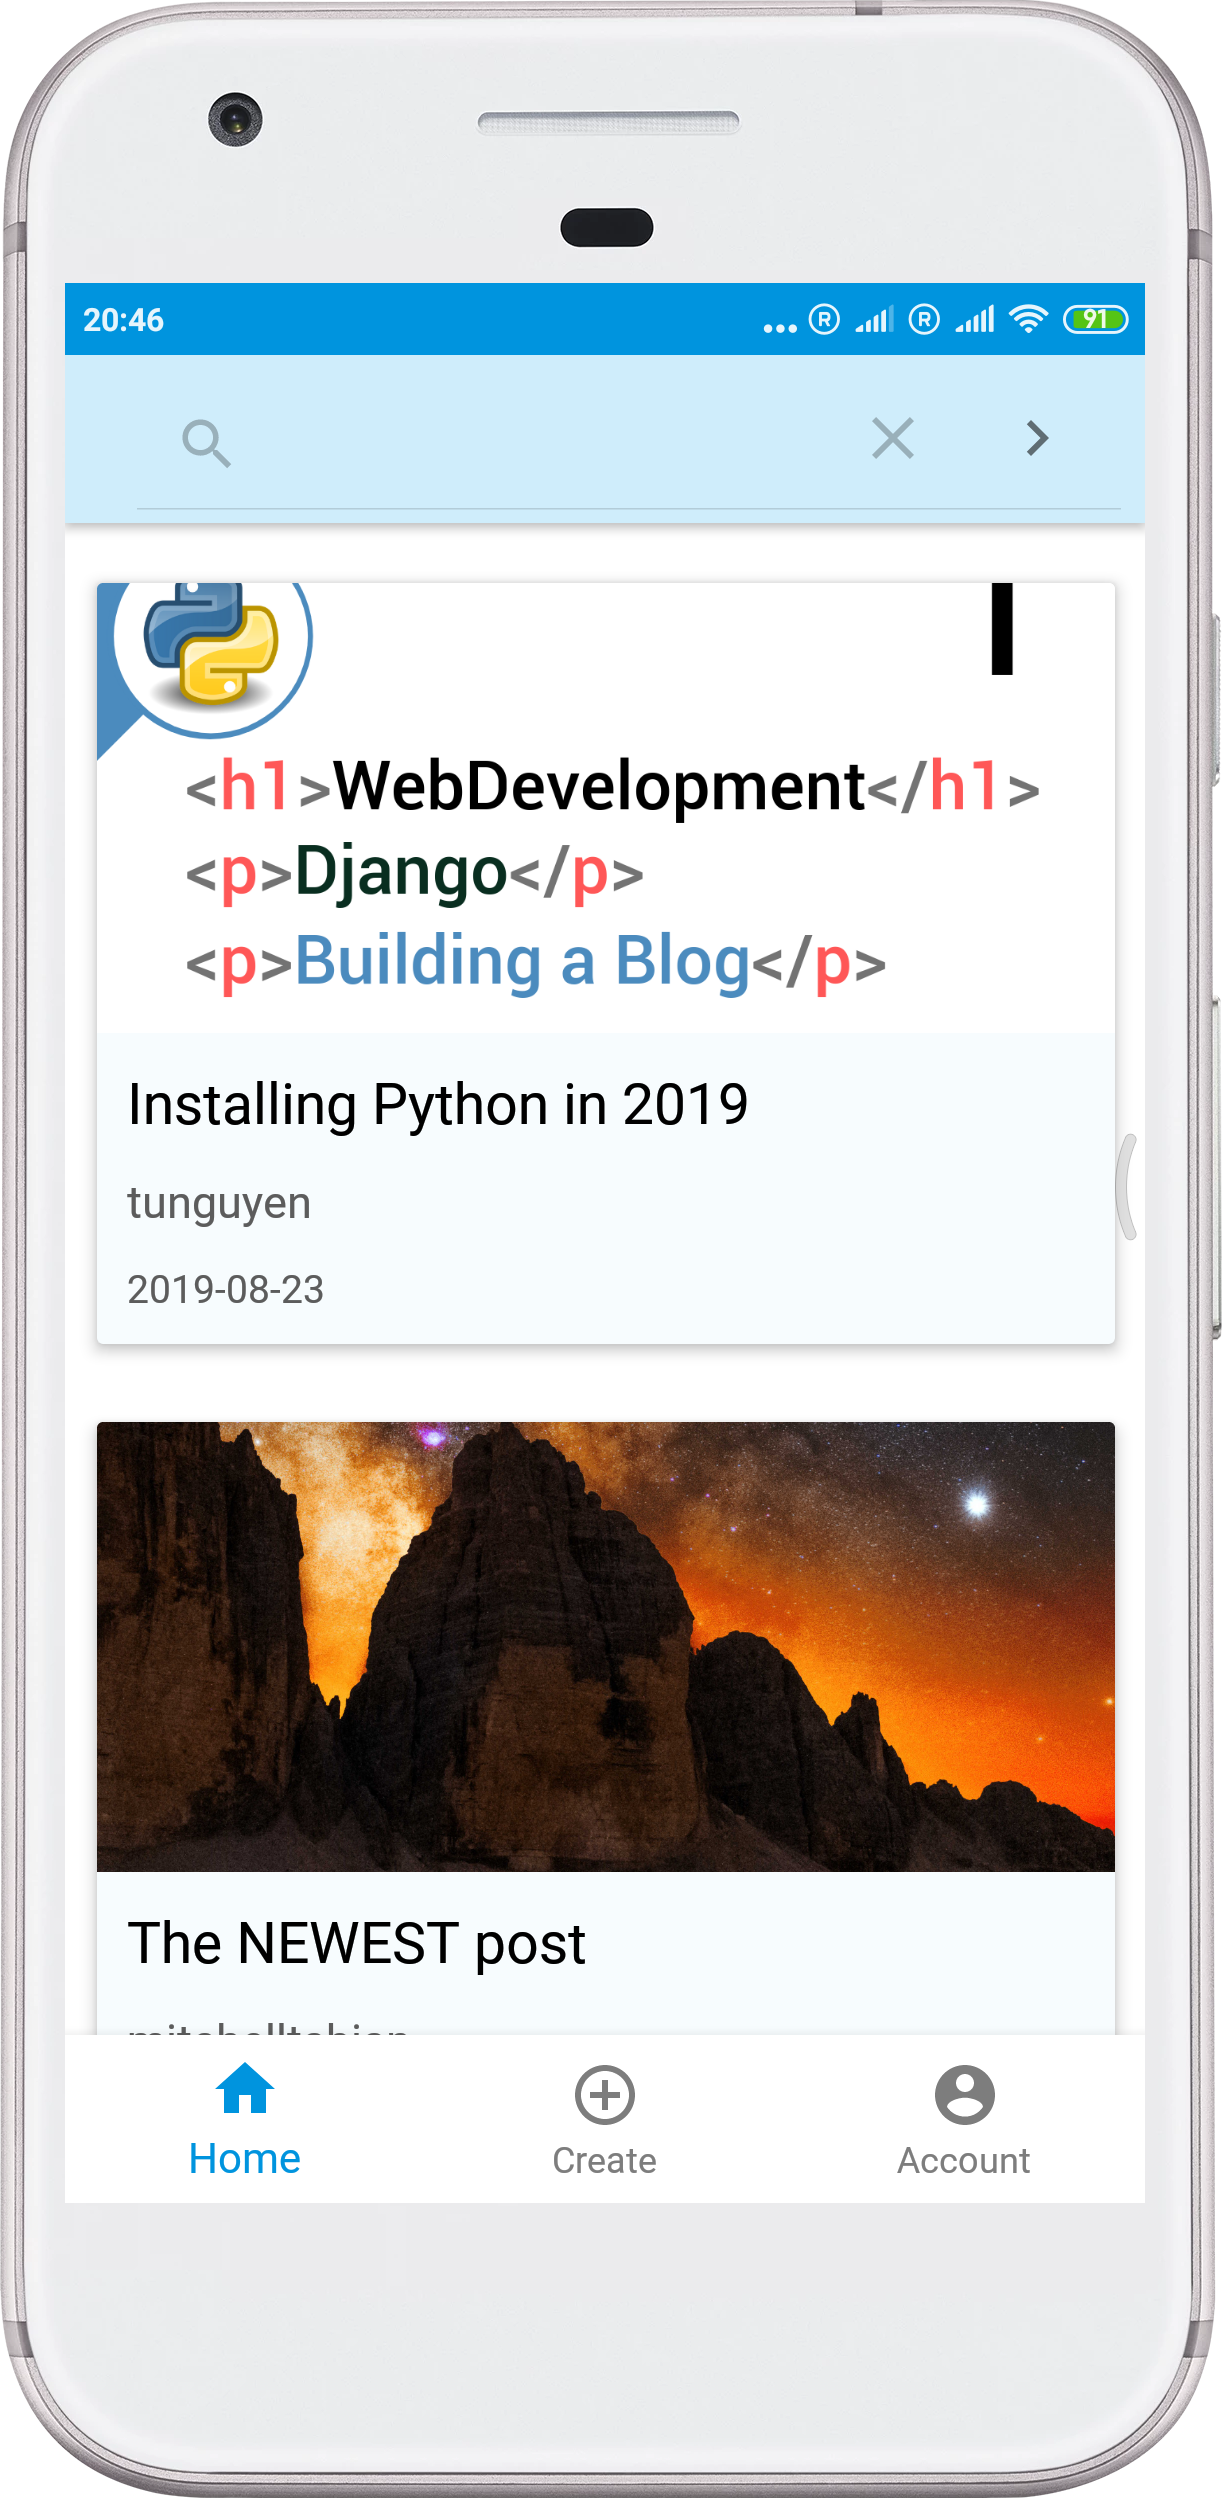 20:46
91
<h1>WebDevelopment</h1>
<p>Django</p>
<p>Building a Blog</p>
Installing Python in 2019
tunguyen
2019-08-23
The NEWEST post
Home
Create
Account